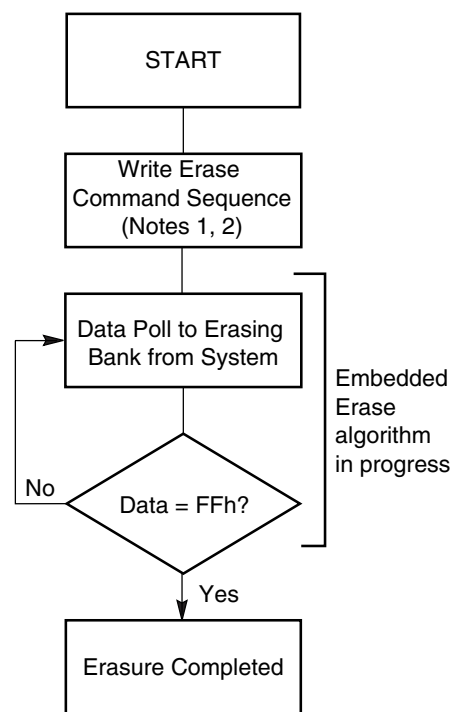 START
Write Erase
Command Sequence
(Notes 1, 2)
Data Poll to Erasing
Bank from System
Embedded
Erase
algorithm
in progress
No
Data = FFh?
Yes
Erasure Completed